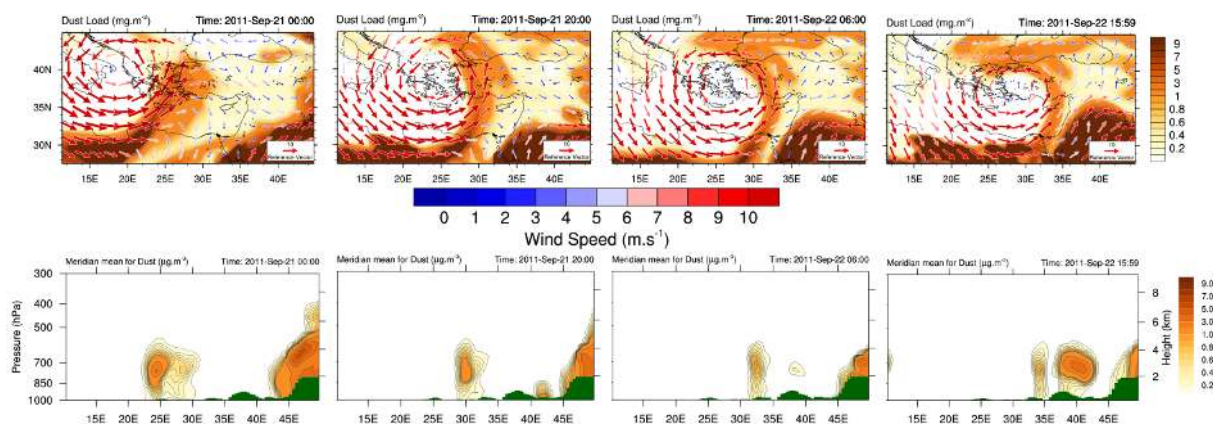 Dust Load (mg.m-2) Time: 2011-Sep-21 00:00
Dust Load (mg.m-2) Time: 2011-Sep-21 20:00
Dust Load (mg.m-2) Time: 2011-Sep-22 06:00
Dust Load (mg.m-2) Time: 2011-Sep-22 15:59
40N
35N
30N
10
Reference Vector
10
Reference Vector
10
Reference Vector
10
Reference Vector
15E 20E 25E 30E 35E 40E
15E 20E 25E 30E 35E 40E
15E 20E 25E 30E 35E 40E
15E 20E 25E 30E 35E 40E
9
7
5
3
1
0.8
0.6
0.4
0.2
0 1 2 3 4 5 6 7 8 9 10
Wind Speed (m.s-1)
Meridian mean for Dust (µg.m-3) Time: 2011-Sep-21 00:00
Meridian mean for Dust (µg.m-3) Time: 2011-Sep-21 20:00
Meridian mean for Dust (µg.m-3) Time: 2011-Sep-22 06:00
Meridian mean for Dust (µg.m-3) Time: 2011-Sep-22 15:59
Pressure (hPa)
300
400
500
700
850
1000
15E 20E 25E 30E 35E 40E 45E
15E 20E 25E 30E 35E 40E 45E
15E 20E 25E 30E 35E 40E 45E
15E 20E 25E 30E 35E 40E 45E
8
6
4
2
Height (km)
9.0
7.0
5.0
3.0
1.0
0.8
0.6
0.4
0.2